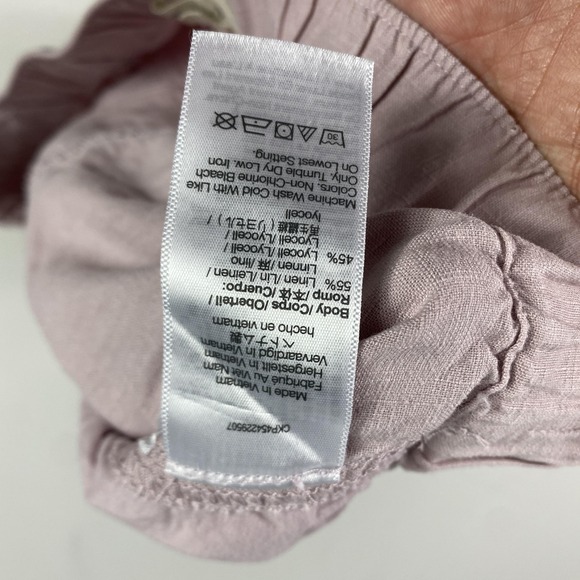 CKP45429507
Made In Vietnam
Fabriqué Au Viêt Nam
Hergestellt In Vietnam
Vervaardigd In Vietnam
ベトナム製
hecho en vietnam
Body / Corps /Obertell /
Romp /本体/ Cuerpo:
55% Linen / Lin / Leinen /
Linnen /麻/ lino
45% Lyocell / Lyocell /
Lyocell /Lyocell/
再生繊維 (リヨセル) /
lyocell
Machine Wash Cold With Like
Colors. Non-Chlorine Bleach
Only. Tumble Dry Low. Iron
On Lowest Setting.
30